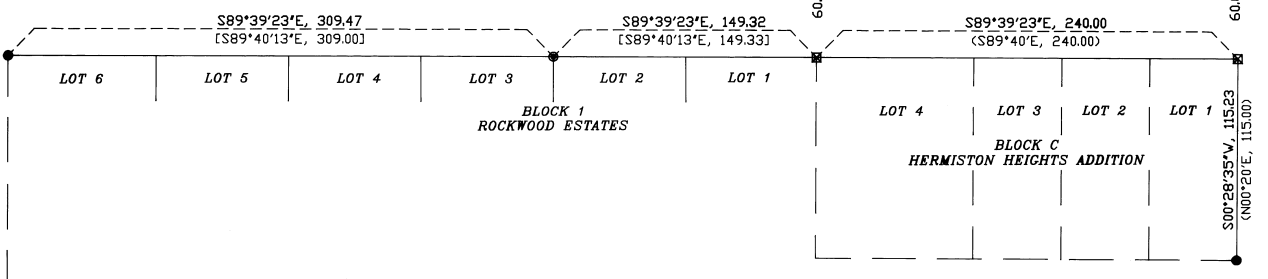 S89°39'23"E, 309.47
[S89°40'13"E, 309.00]
S89°39'23"E, 149.32
[S89°40'13"E, 149.33]
60.
S89°39'23"E, 240.00
(S89°40'E, 240.00)
LOT 6
LOT 5
LOT 4
LOT 3
LOT 2
LOT 1
BLOCK 1
ROCKWOOD ESTATES
LOT 4
LOT 3
LOT 2
LOT 1
BLOCK C
HERMISTON HEIGHTS ADDITION
S00°28'35"W, 115.23
(N00°20'E, 115.00)